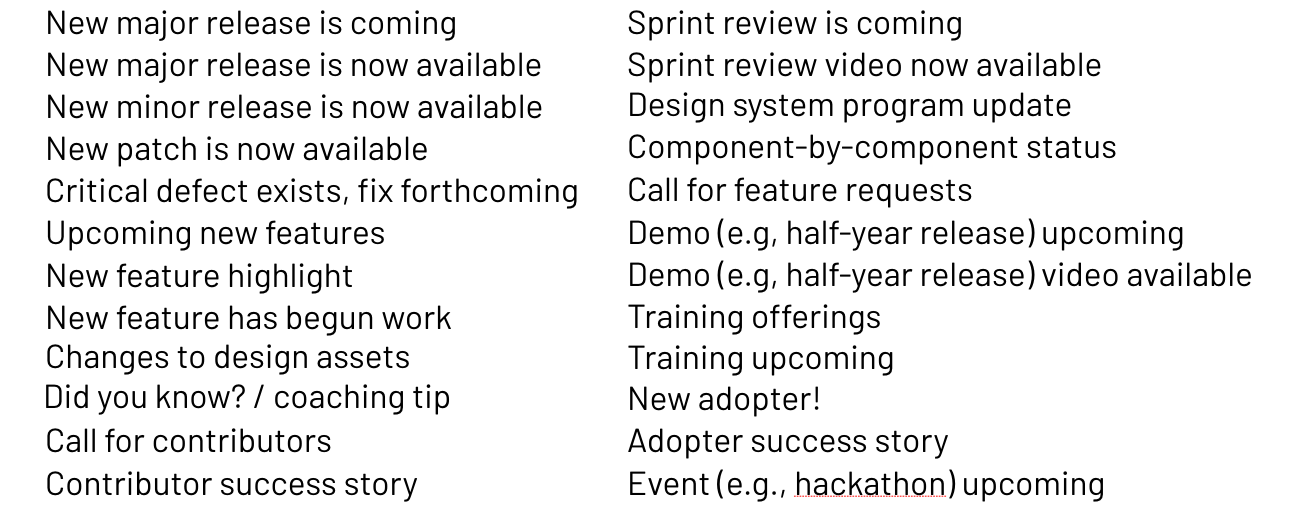 New major release is coming
New major release is now available
New minor release is now available
New patch is now available
Critical defect exists, fix forthcoming
Upcoming new features
New feature highlight
New feature has begun work
Changes to design assets
Did you know? / coaching tip
Call for contributors
Contributor success story
Sprint review is coming
Sprint review video now available
Design system program update
Component-by-component status
Call for feature requests
Demo (e.g, half-year release) upcoming
Demo (e.g, half-year release) video available
Training offerings
Training upcoming
New adopter!
Adopter success story
Event (e.g., hackathon) upcoming